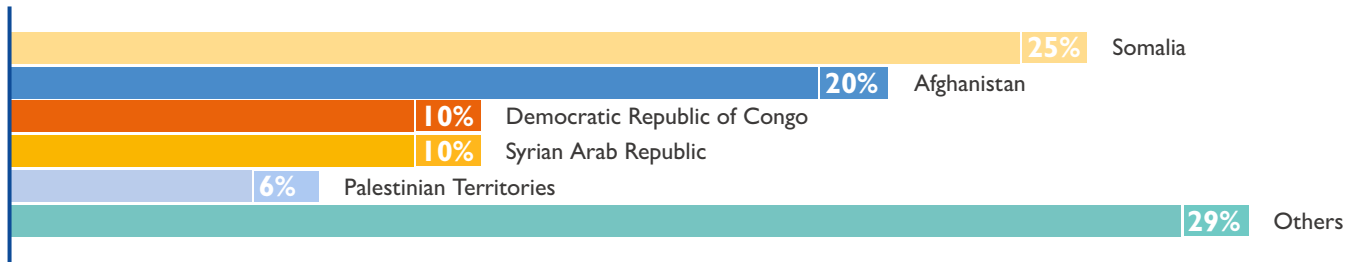 25% Somalia
20% Afghanistan
10% Democratic Republic of Congo
10% Syrian Arab Republic
6% Palestinian Territories
29% Others